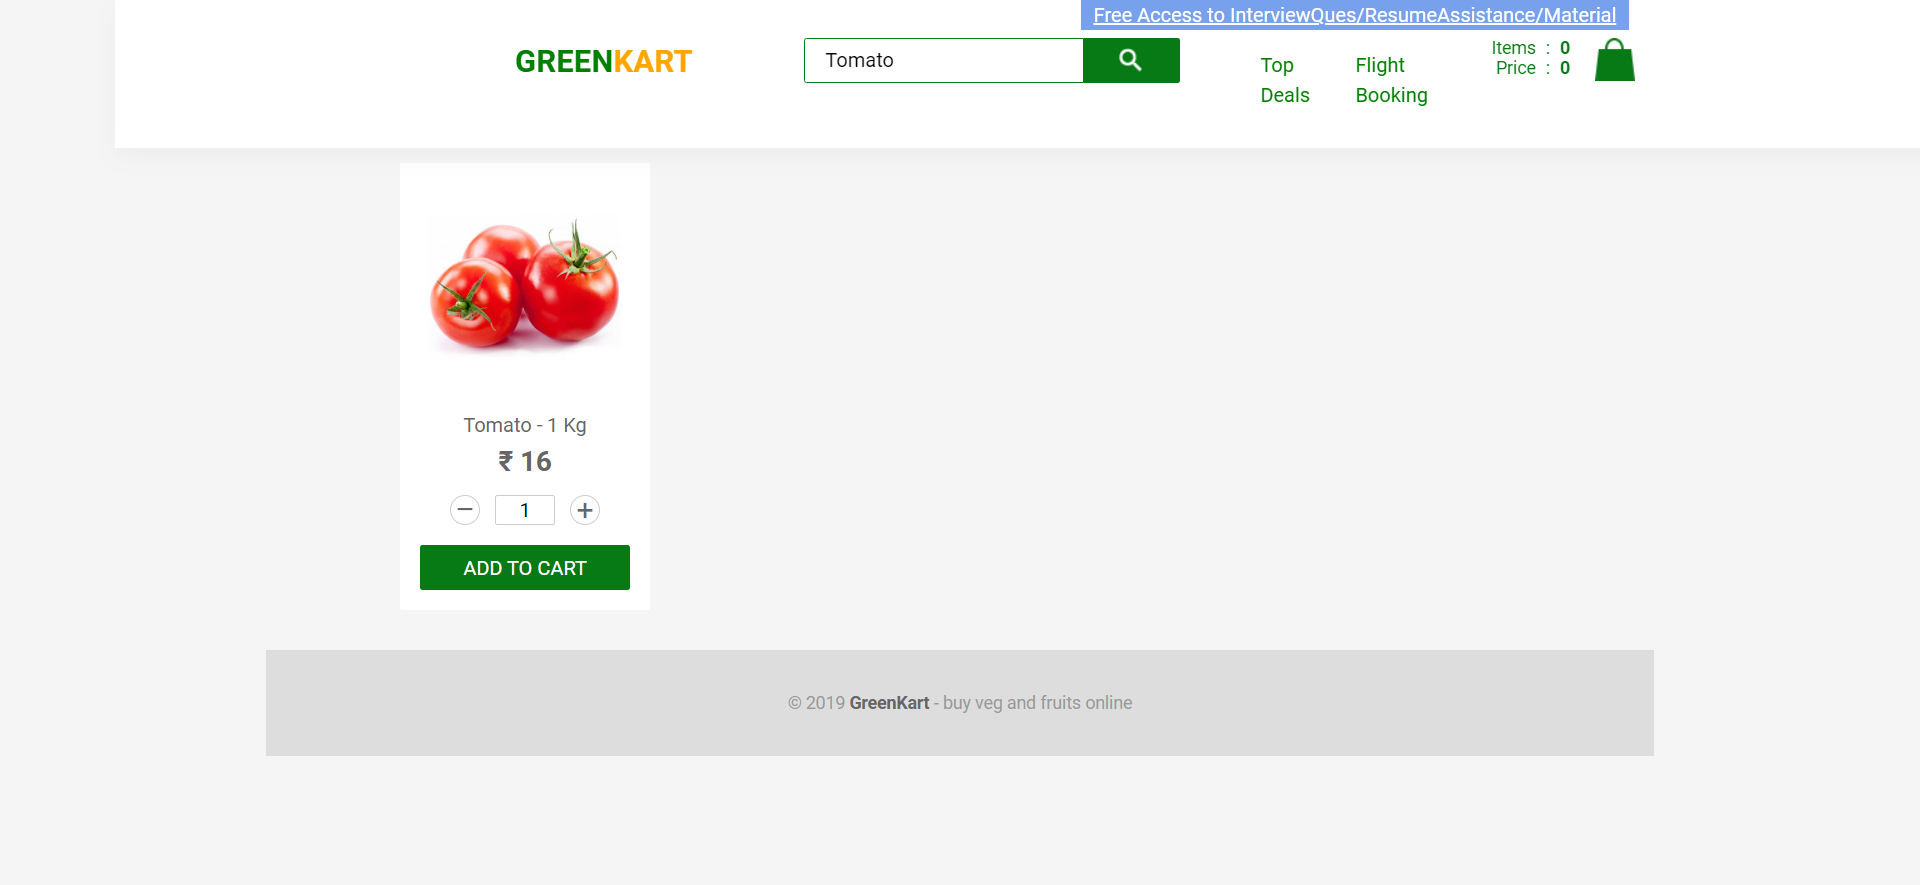 Free Access to InterviewQues/ResumeAssistance/Material
GREENKART
Tomato
Top Deals
Flight Booking
Items : 0
Price : 0
Tomato - 1 Kg
₹ 16
− 1 +
ADD TO CART
© 2019 GreenKart - buy veg and fruits online